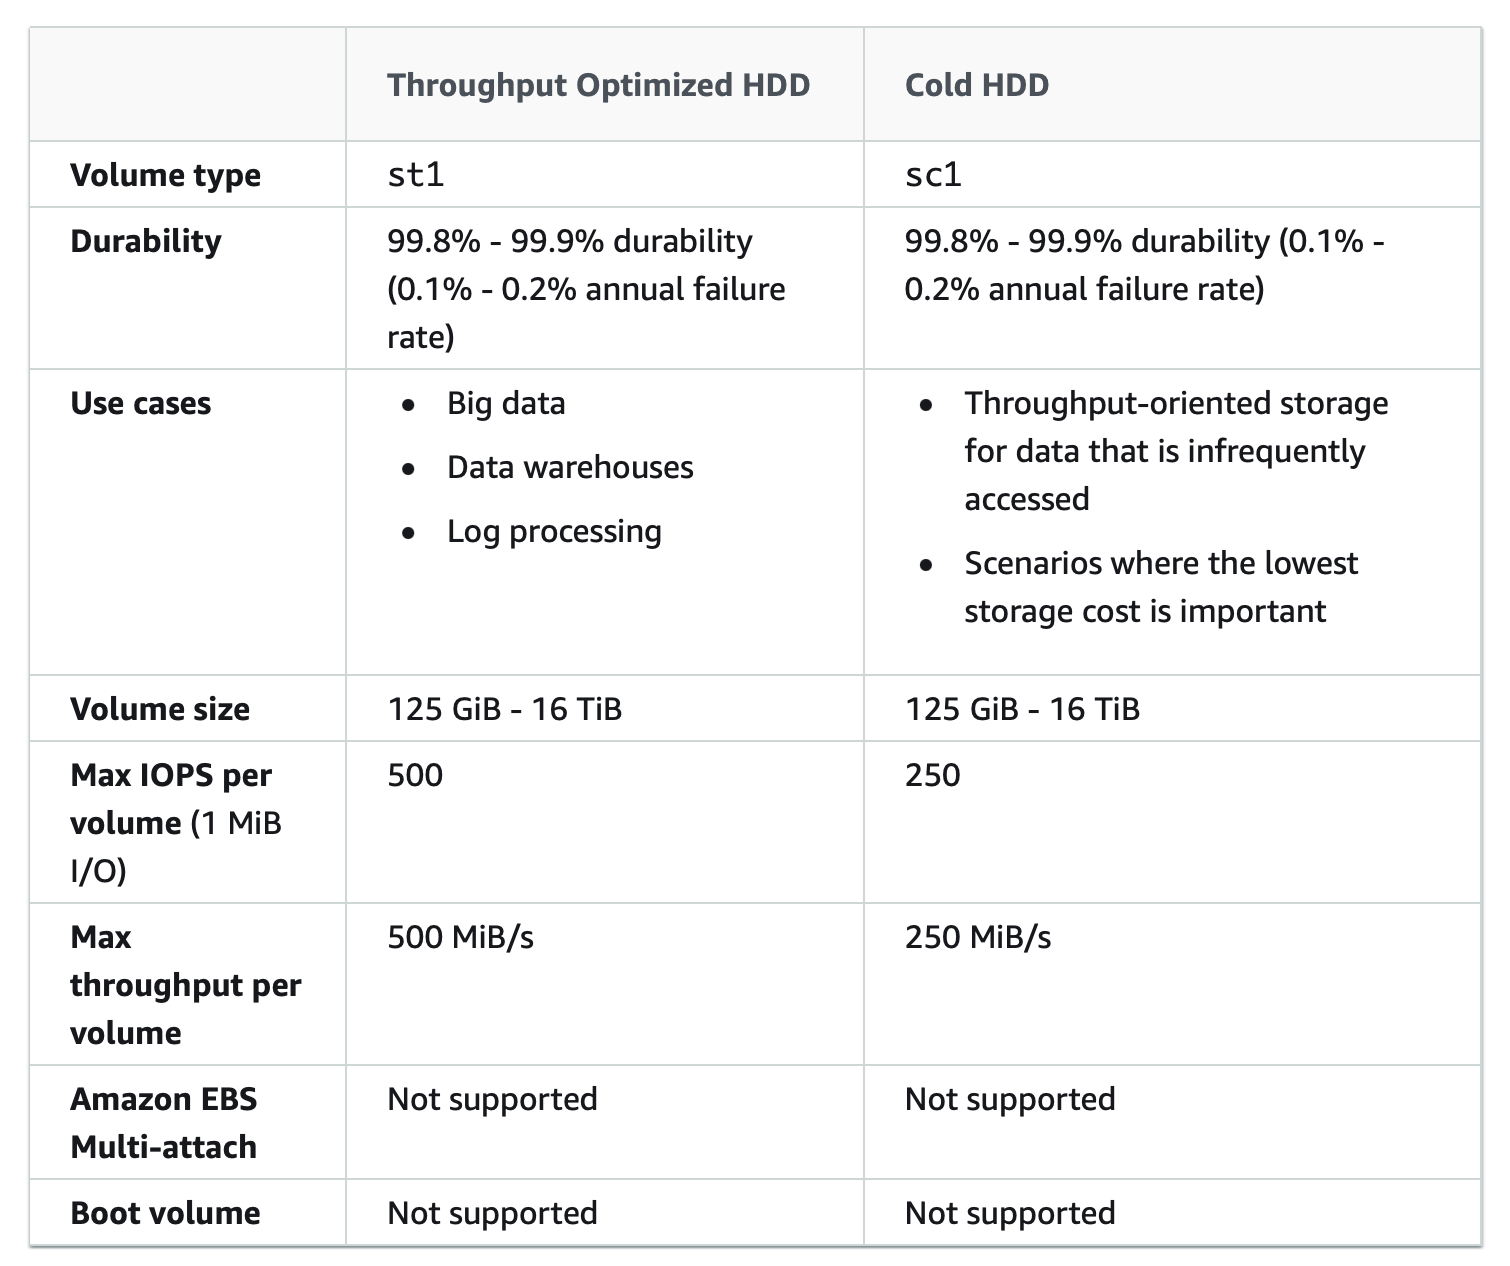 Throughput Optimized HDD
Cold HDD
Volume type
st1
sc1
Durability
99.8% - 99.9% durability
(0.1% - 0.2% annual failure
rate)
99.8% - 99.9% durability (0.1% -
0.2% annual failure rate)
Use cases
• Big data
• Data warehouses
• Log processing
• Throughput-oriented storage
for data that is infrequently
accessed
• Scenarios where the lowest
storage cost is important
Volume size
125 GiB - 16 TiB
125 GiB - 16 TiB
Max IOPS per
volume (1 MiB
I/O)
500
250
Max
throughput per
volume
500 MiB/s
250 MiB/s
Amazon EBS
Multi-attach
Not supported
Not supported
Boot volume
Not supported
Not supported